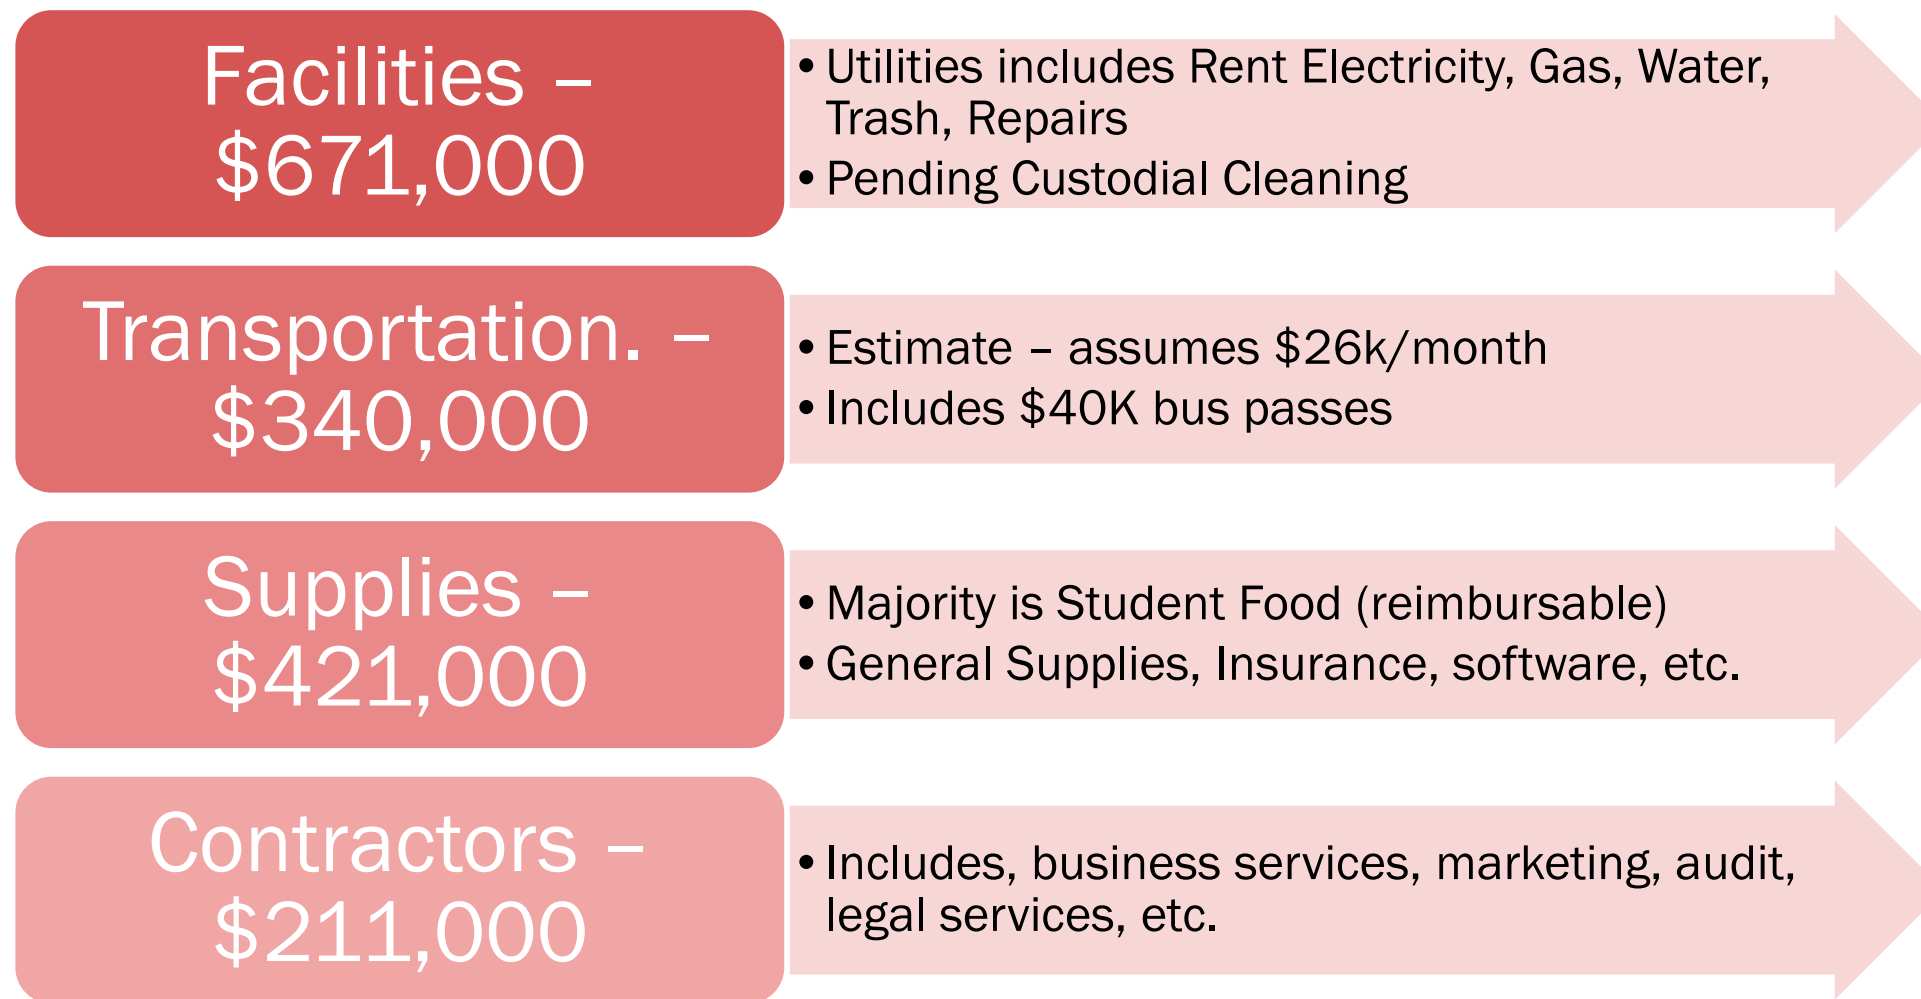 Facilities –
$671,000
• Utilities includes Rent Electricity, Gas, Water,
Trash, Repairs
• Pending Custodial Cleaning
Transportation. –
$340,000
• Estimate – assumes $26k/month
• Includes $40K bus passes
Supplies –
$421,000
• Majority is Student Food (reimbursable)
• General Supplies, Insurance, software, etc.
Contractors –
$211,000
• Includes, business services, marketing, audit,
legal services, etc.